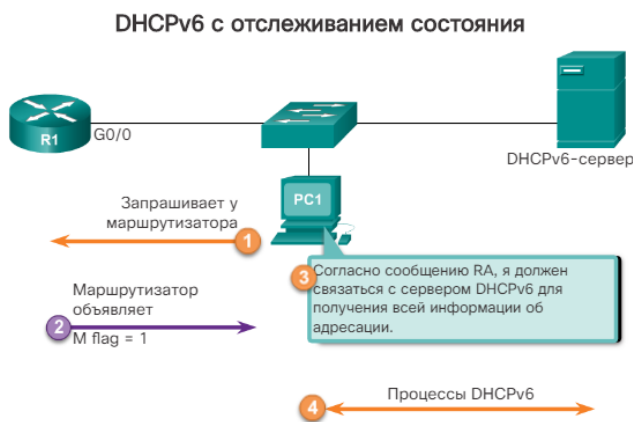 DHCPv6 с отслеживанием состояния
R1
G0/0
DHCPv6-сервер
PC1
Запрашивает у
маршрутизатора
1
3
Согласно сообщению RA, я должен
связаться с сервером DHCPv6 для
получения всей информации об
адресации.
Маршрутизатор
объявляет
2
M flag = 1
4
Процессы DHCPv6